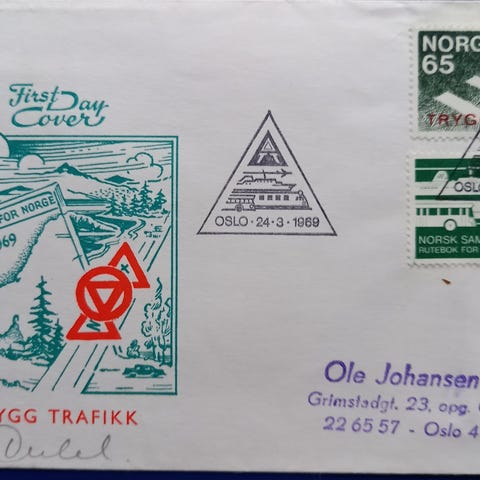 First Day
Cover
FOR NORGE
1969
YGG TRAFIKK
OSLO · 24-3 · 1969
NORG
65
TRYG
OSLO
NORSK SAM
RUTEBOK FOR
Ole Johansen
Grimstadgt. 23, opg.
22 65 57 - Oslo 4